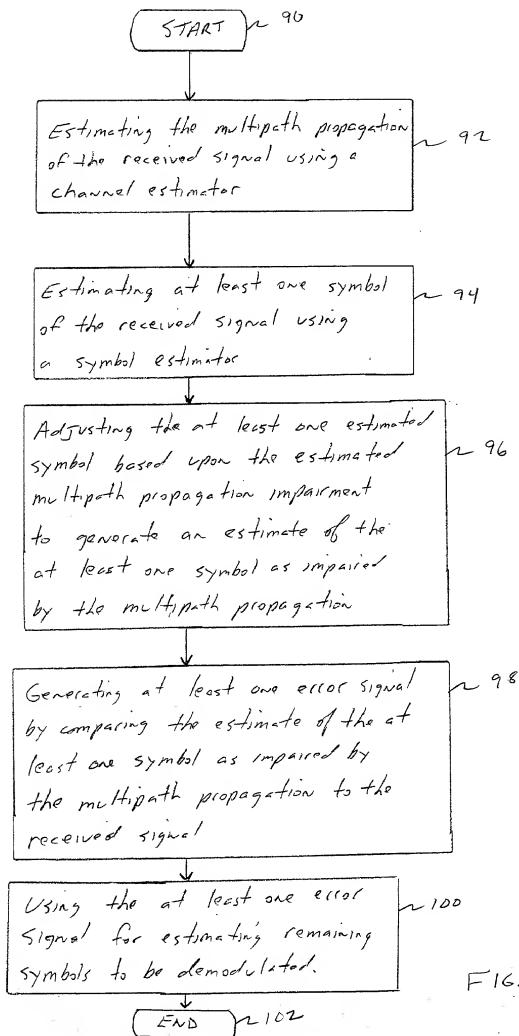 START 90
Estimating the multipath propagation
of the received signal using a
channel estimator
92
Estimating at least one symbol
of the received signal using
a symbol estimator
94
Adjusting the at least one estimated
symbol based upon the estimated
multipath propagation impairment
to generate an estimate of the
at least one symbol as impaired
by the multipath propagation
96
Generating at least one error signal
by comparing the estimate of the at
least one symbol as impaired by
the multipath propagation to the
received signal
98
Using the at least one error
signal for estimating remaining
symbols to be demodulated.
100
FIG.
END 102